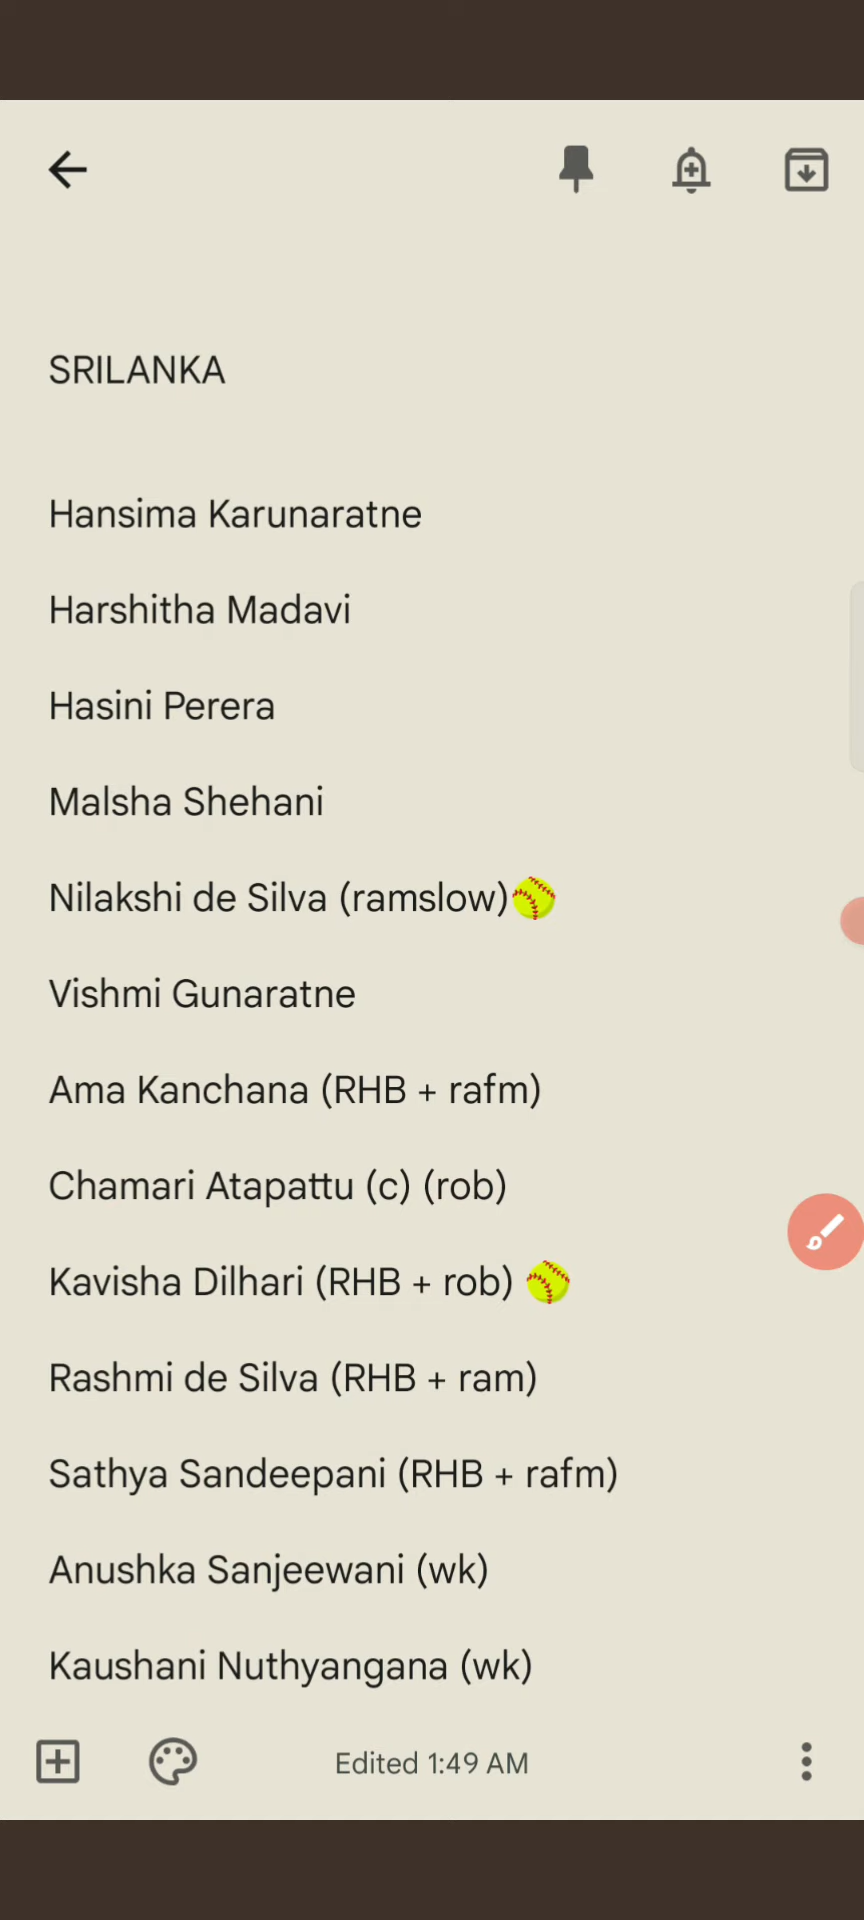 SRILANKA
Hansima Karunaratne
Harshitha Madavi
Hasini Perera
Malsha Shehani
Nilakshi de Silva (ramslow)🥎
Vishmi Gunaratne
Ama Kanchana (RHB + rafm)
Chamari Atapattu (c) (rob)
Kavisha Dilhari (RHB + rob) 🥎
Rashmi de Silva (RHB + ram)
Sathya Sandeepani (RHB + rafm)
Anushka Sanjeewani (wk)
Kaushani Nuthyangana (wk)
Edited 1:49 AM